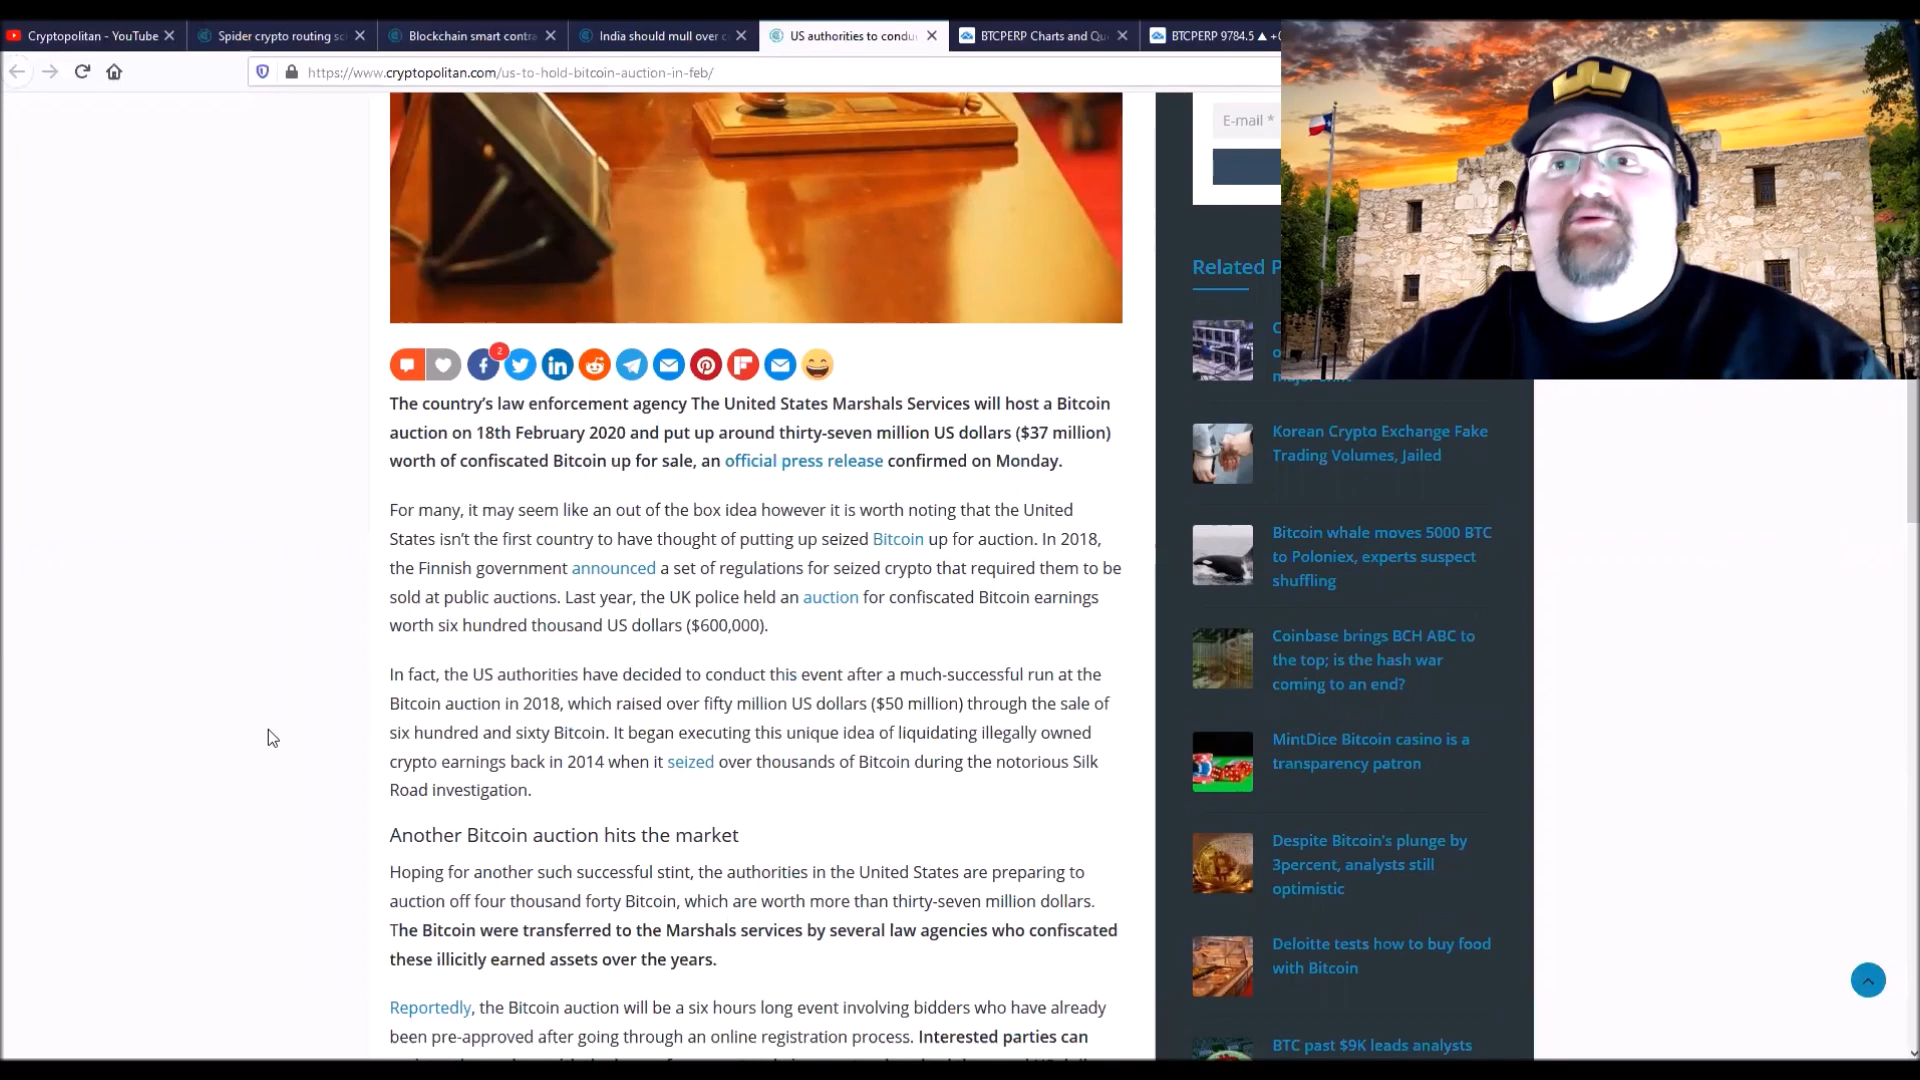 Cryptopolitan - YouTube
Spider crypto routing
Blockchain smart contra
India should mull over
US authorities to condu
BTCPERP Charts and Qu
BTCPERP 9784.5 ▲
https://www.cryptopolitan.com/us-to-hold-bitcoin-auction-in-feb/
E-mail *
2
The country's law enforcement agency The United States Marshals Services will host a Bitcoin
auction on 18th February 2020 and put up around thirty-seven million US dollars ($37 million)
worth of confiscated Bitcoin up for sale, an official press release confirmed on Monday.
For many, it may seem like an out of the box idea however it is worth noting that the United
States isn't the first country to have thought of putting up seized Bitcoin up for auction. In 2018,
the Finnish government announced a set of regulations for seized crypto that required them to be
sold at public auctions. Last year, the UK police held an auction for confiscated Bitcoin earnings
worth six hundred thousand US dollars ($600,000).
In fact, the US authorities have decided to conduct this event after a much-successful run at the
Bitcoin auction in 2018, which raised over fifty million US dollars ($50 million) through the sale of
six hundred and sixty Bitcoin. It began executing this unique idea of liquidating illegally owned
crypto earnings back in 2014 when it seized over thousands of Bitcoin during the notorious Silk
Road investigation.
Another Bitcoin auction hits the market
Hoping for another such successful stint, the authorities in the United States are preparing to
auction off four thousand forty Bitcoin, which are worth more than thirty-seven million dollars.
The Bitcoin were transferred to the Marshals services by several law agencies who confiscated
these illicitly earned assets over the years.
Reportedly, the Bitcoin auction will be a six hours long event involving bidders who have already
been pre-approved after going through an online registration process. Interested parties can
Related P
Korean Crypto Exchange Fake
Trading Volumes, Jailed
Bitcoin whale moves 5000 BTC
to Poloniex, experts suspect
shuffling
Coinbase brings BCH ABC to
the top; is the hash war
coming to an end?
MintDice Bitcoin casino is a
transparency patron
Despite Bitcoin's plunge by
3percent, analysts still
optimistic
Deloitte tests how to buy food
with Bitcoin
BTC past $9K leads analysts